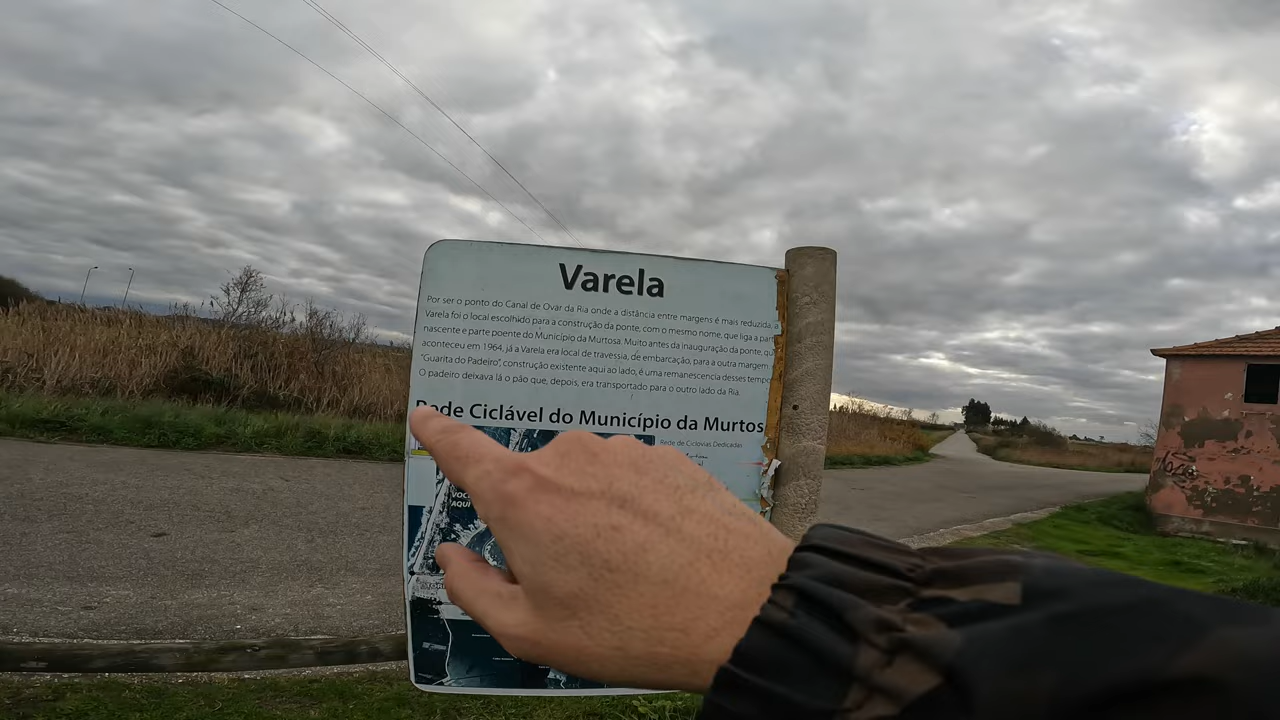 Varela
Por ser o ponto do Canal de Ovar da Ria onde a distância entre margens é mais reduzida, a
Varela foi o local escolhido para a construção da ponte, com o mesmo nome, que liga a part
nascente e parte poente do Município da Murtosa. Muito antes da inauguração da ponte, qu
aconteceu em 1964, já a Varela era local de travessia, de embarcação, para a outra margem
"Guarita do Padeiro", construção existente aqui ao lado, é uma remanescência desses tempo
O padeiro deixava lá o pão que, depois, era transportado para o outro lado da Ria.
Rede Ciclável do Município da Murtos
Rede de Ciclovias Dedicadas
AQUI